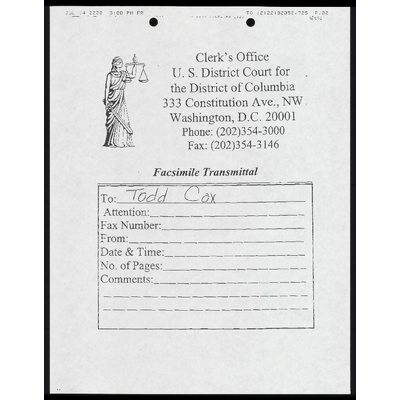 Clerk's Office
U. S. District Court for
the District of Columbia
333 Constitution Ave., NW
Washington, D.C. 20001
Phone: (202)354-3000
Fax: (202)354-3146
Facsimile Transmittal
To: Todd Cox
Attention:
Fax Number:
From:
Date & Time:
No. of Pages:
Comments: